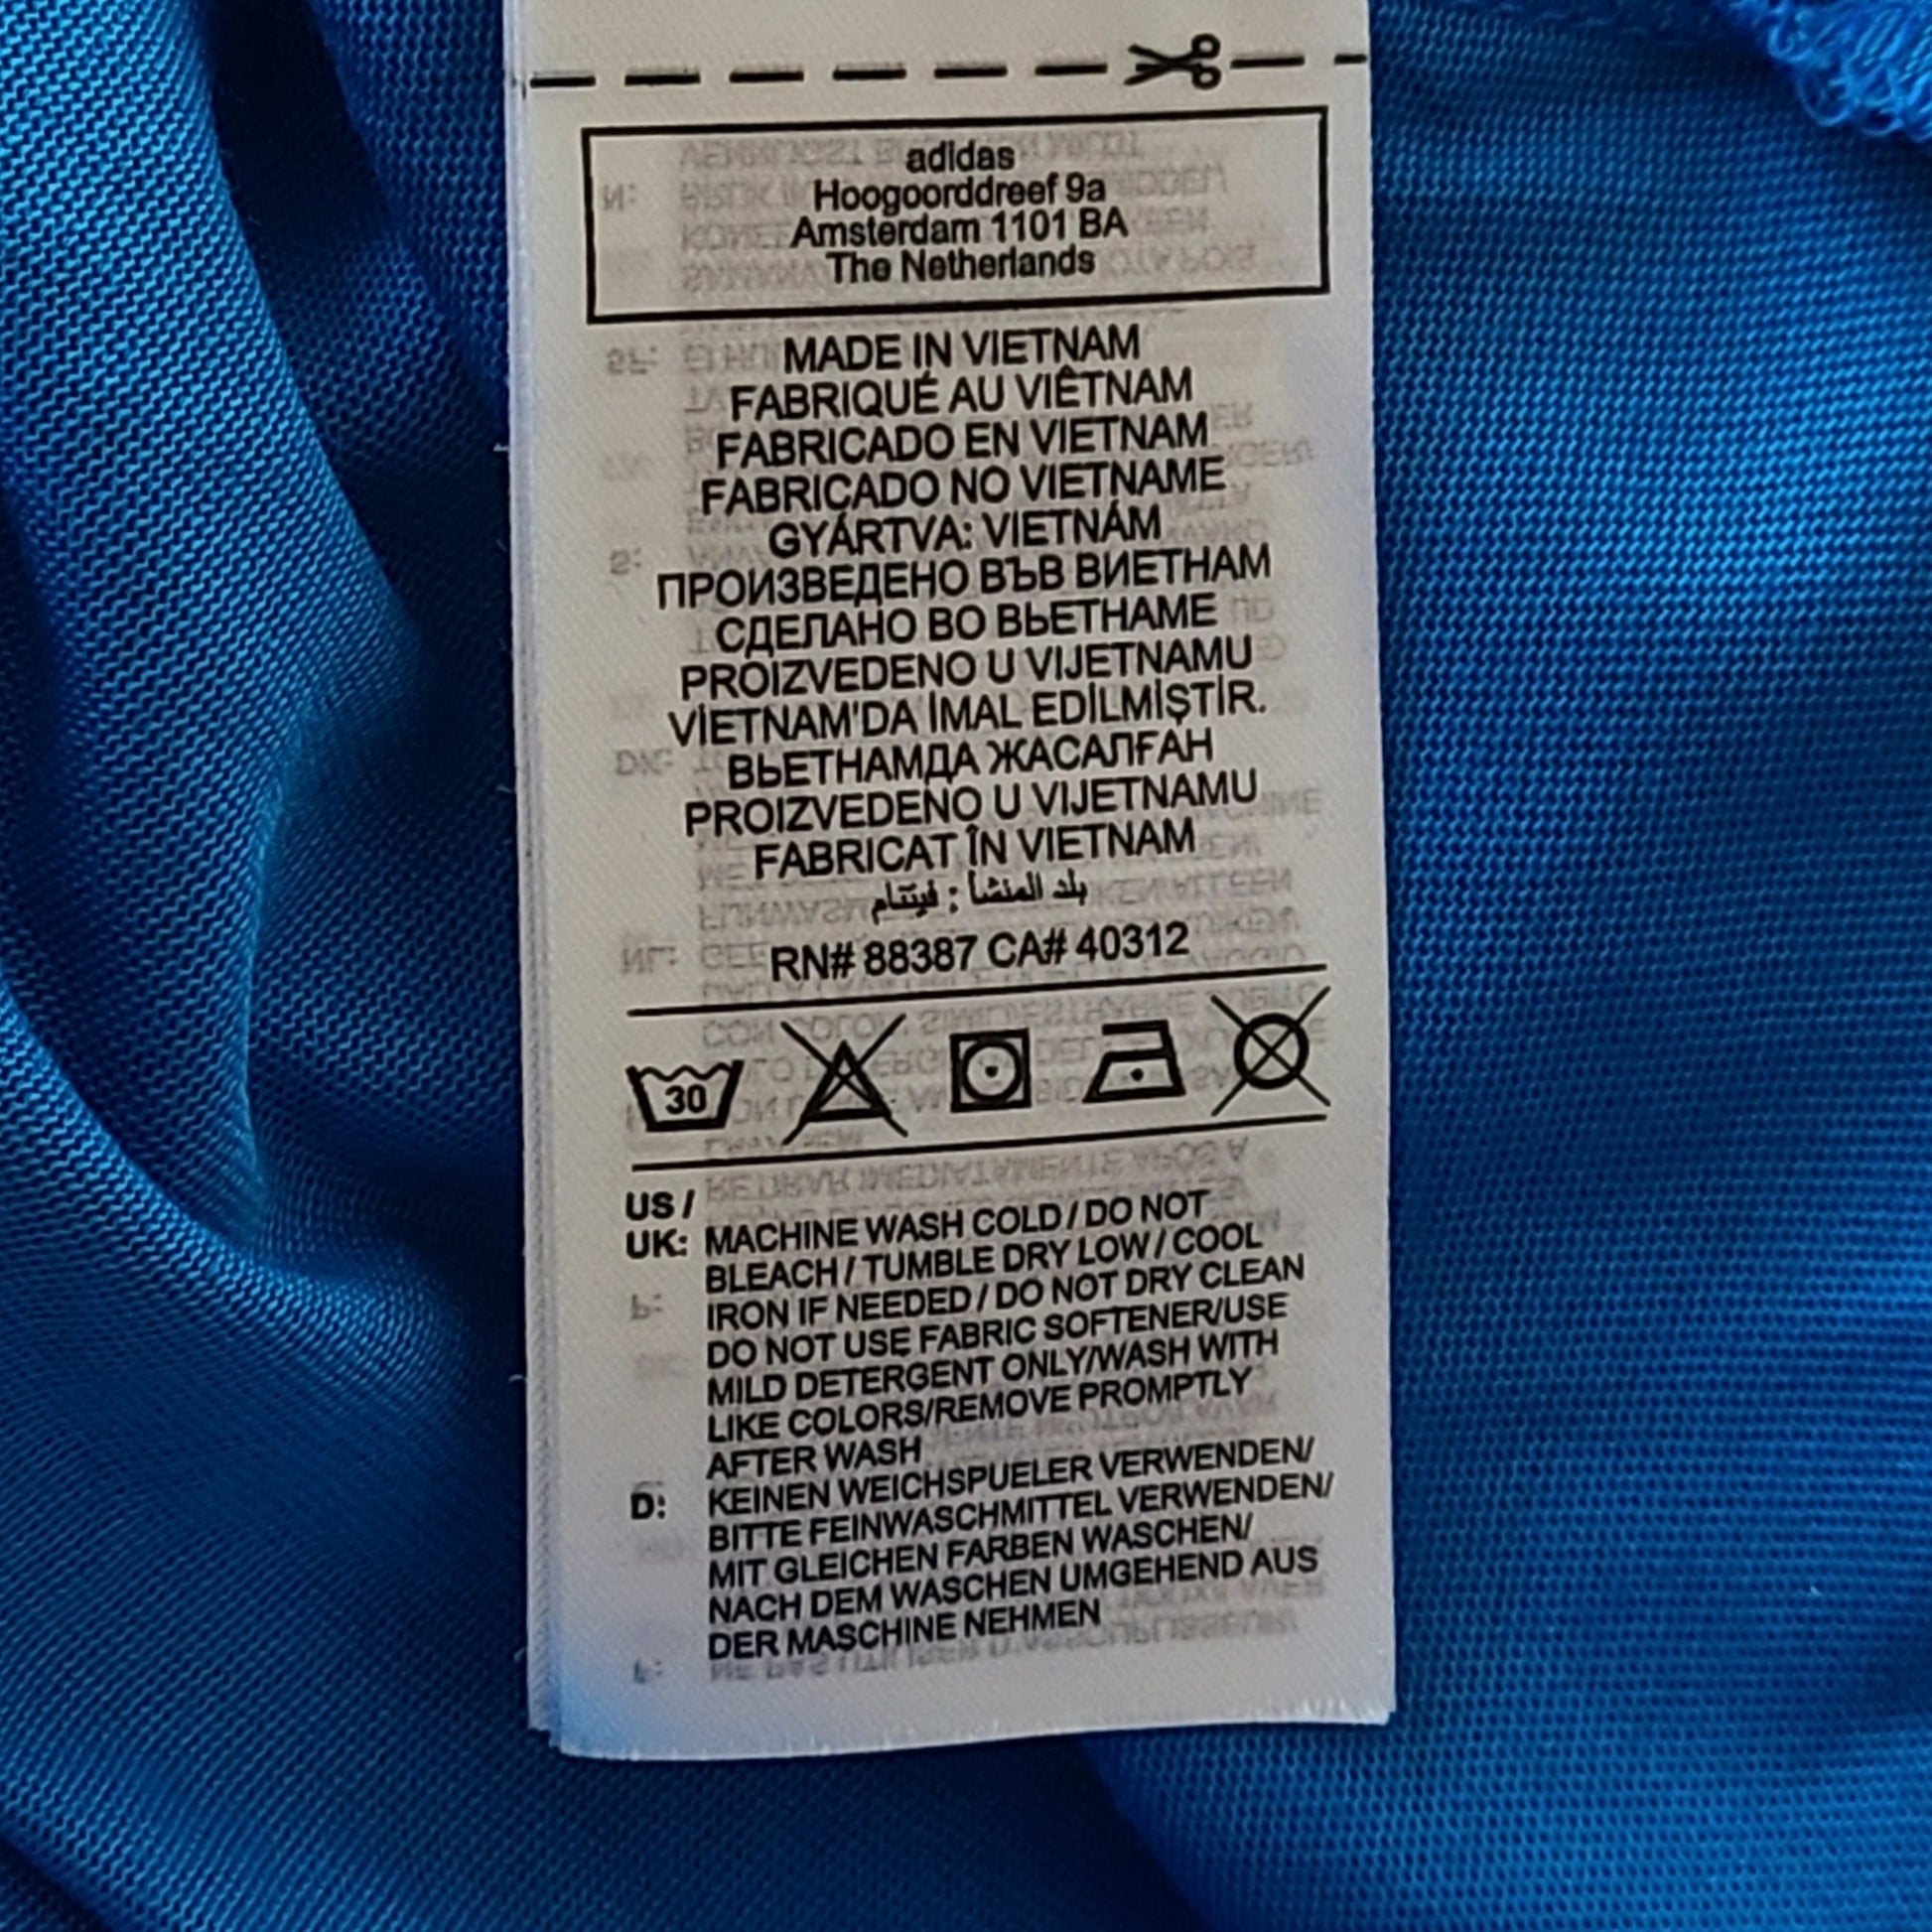 adidas
Hoogoorddreef 9a
Amsterdam 1101 BA
The Netherlands
MADE IN VIETNAM
FABRIQUÉ AU VIÊTNAM
FABRICADO EN VIETNAM
FABRICADO NO VIETNAME
GYÁRTVA: VIETNÁM
ПРОИЗВЕДЕНО ВЪВ ВИЕТНАМ
СДЕЛАНО ВО ВЬЕТНАМЕ
PROIZVEDENO U VIJETNAMU
VİETNAM'DA İMAL EDİLMİŞTİR.
ВЬЕТНАМДА ЖАСАЛҒАН
PROIZVEDENO U VIJETNAMU
FABRICAT ÎN VIETNAM
بلد المنشأ : فيتنام
RN# 88387 CA# 40312
30
US /
UK: MACHINE WASH COLD / DO NOT
BLEACH / TUMBLE DRY LOW / COOL
IRON IF NEEDED / DO NOT DRY CLEAN
DO NOT USE FABRIC SOFTENER/USE
MILD DETERGENT ONLY/WASH WITH
LIKE COLORS/REMOVE PROMPTLY
AFTER WASH
D: KEINEN WEICHSPUELER VERWENDEN/
BITTE FEINWASCHMITTEL VERWENDEN/
MIT GLEICHEN FARBEN WASCHEN/
NACH DEM WASCHEN UMGEHEND AUS
DER MASCHINE NEHMEN